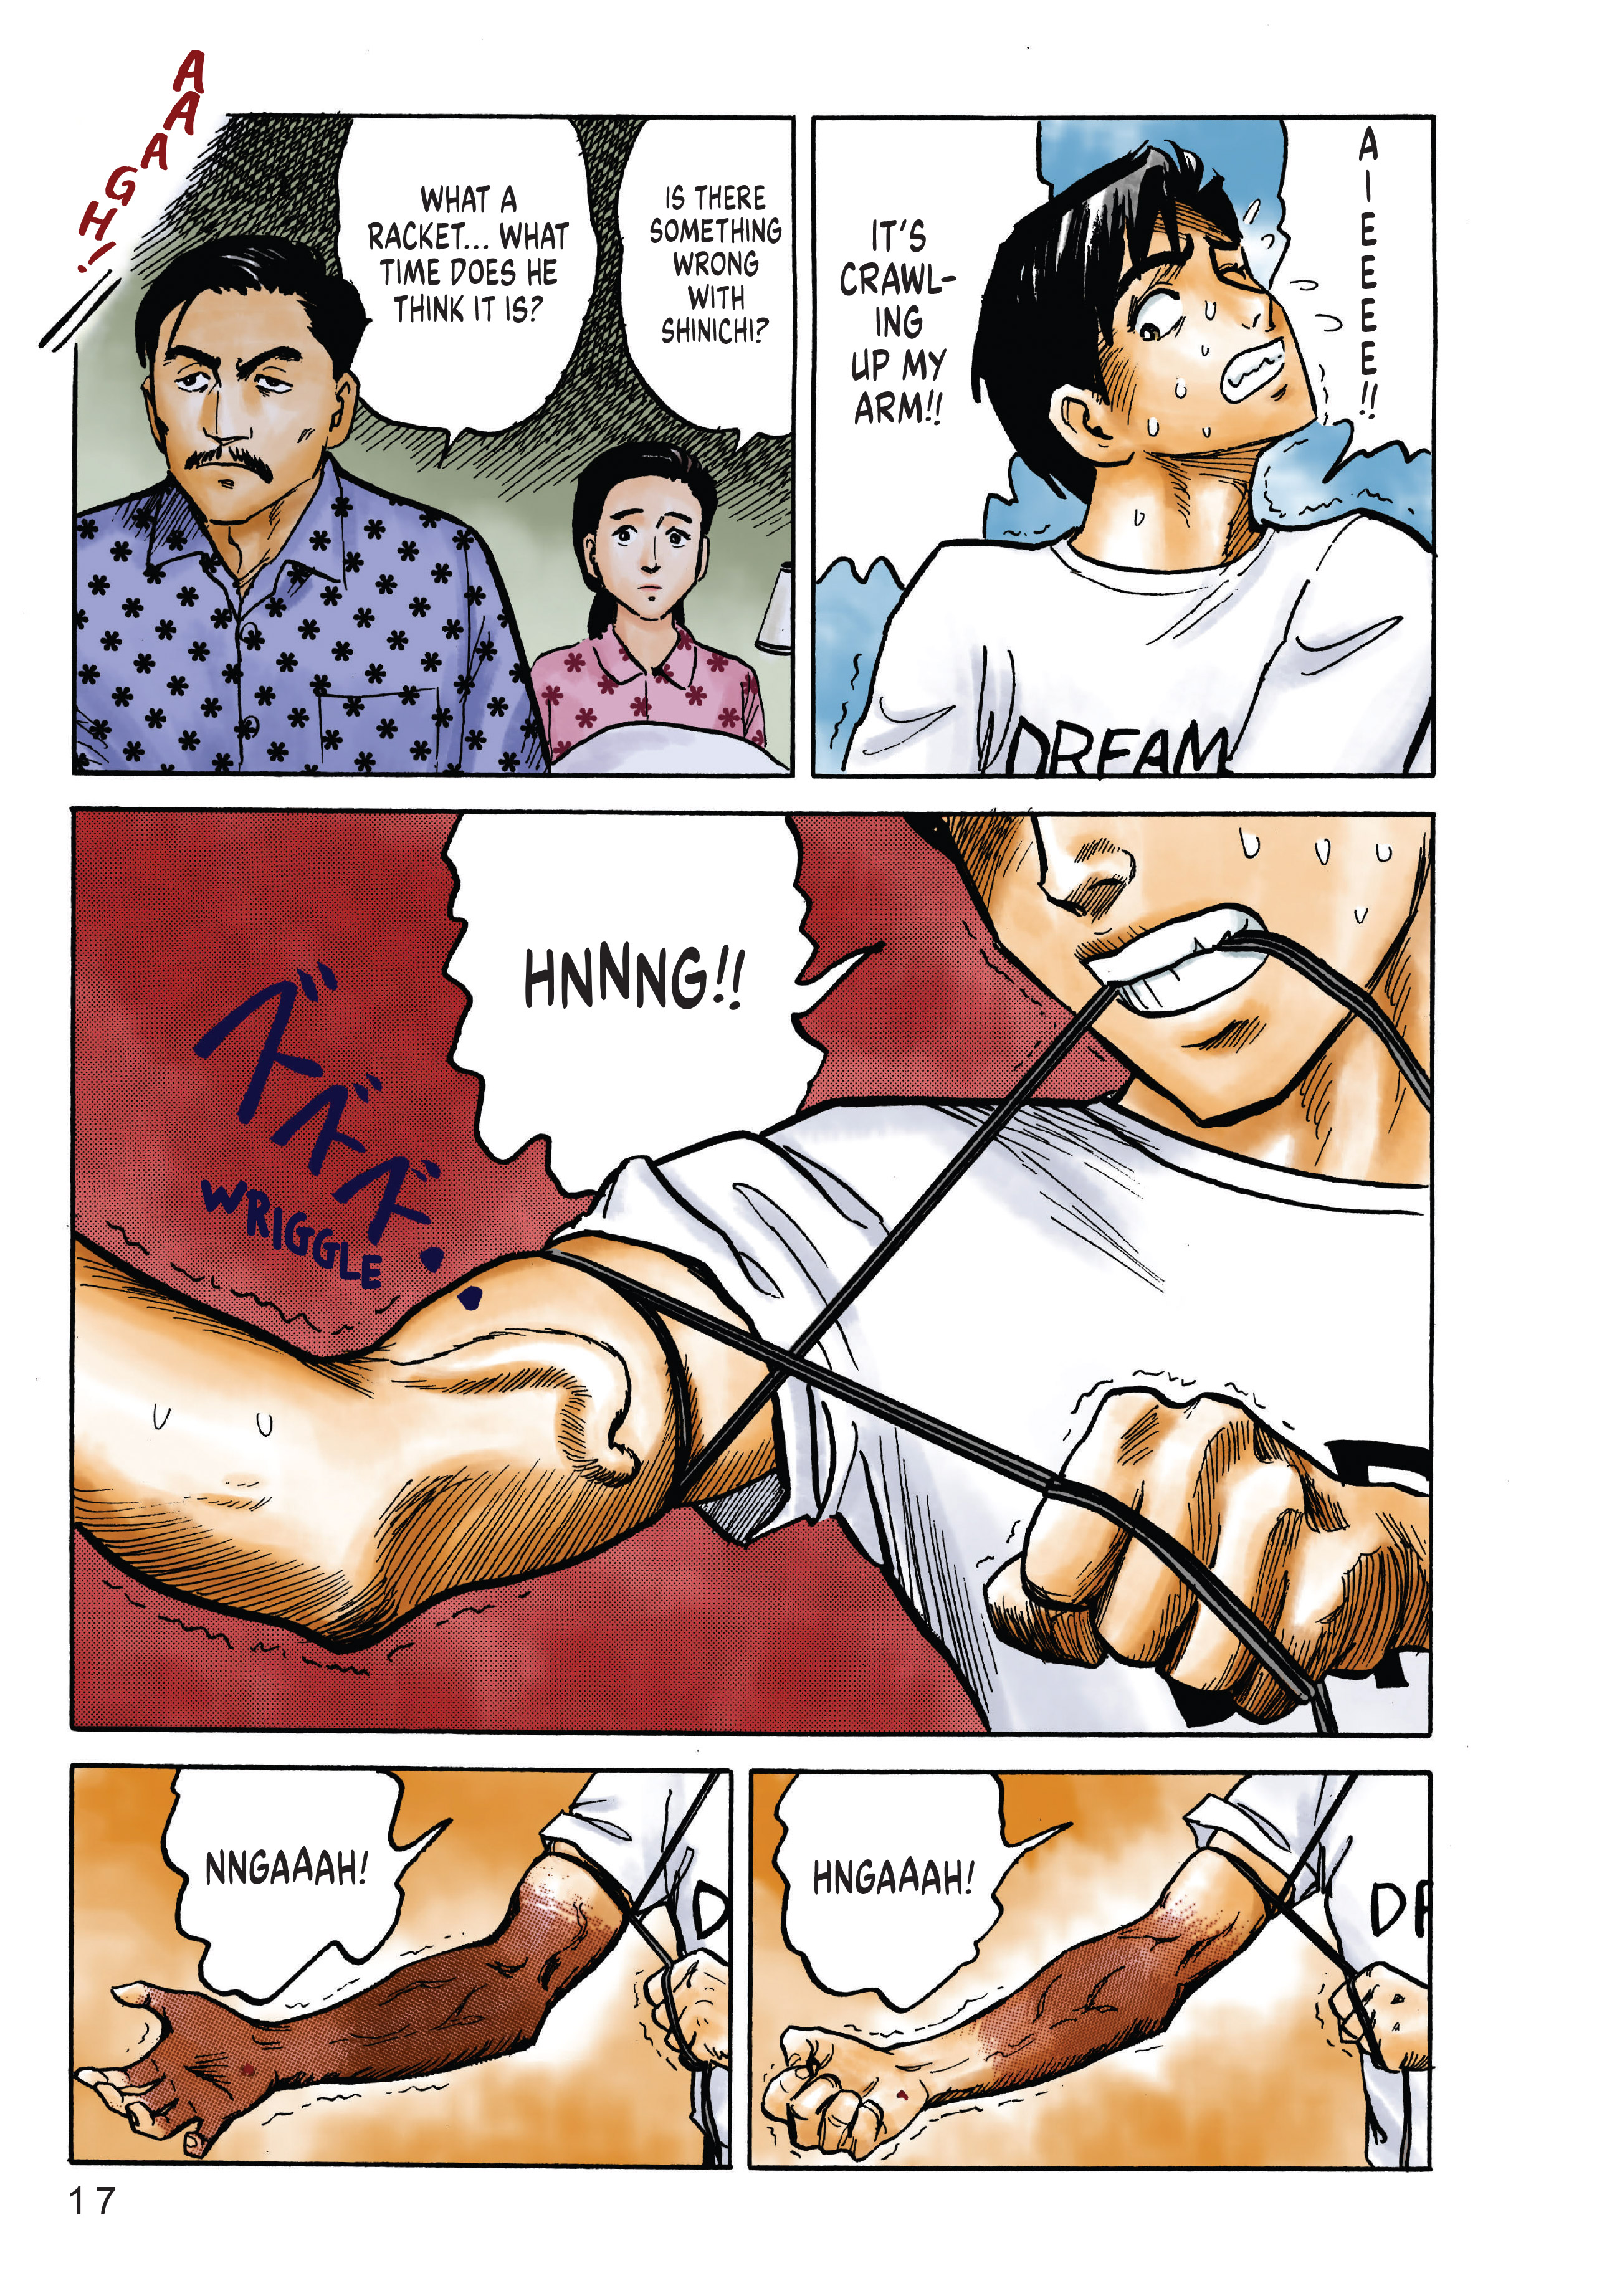 A
I
E
E
E
E
E!!
IT'S
CRAWL-
ING
UP MY
ARM!!
DREAM
IS THERE
SOMETHING
WRONG
WITH
SHINICHI?
WHAT A
RACKET... WHAT
TIME DOES HE
THINK IT IS?
AAAGH!
HNNNG!!
ズズズ
WRIGGLE
HNGAAAH!
D
NNGAAAH!
D
17